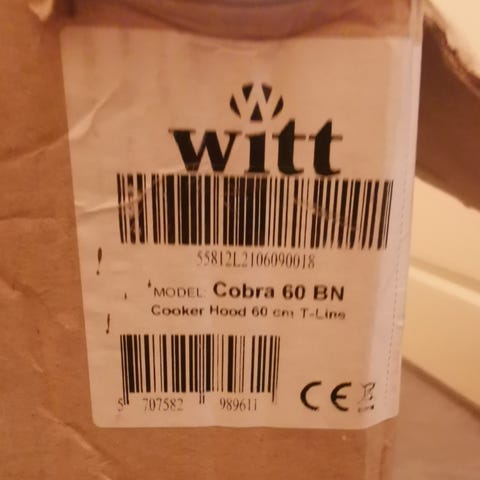 W
witt
55812L2106090018
MODEL: Cobra 60 BN
Cooker Hood 60 cm T-Line
5 707582 989611
CE